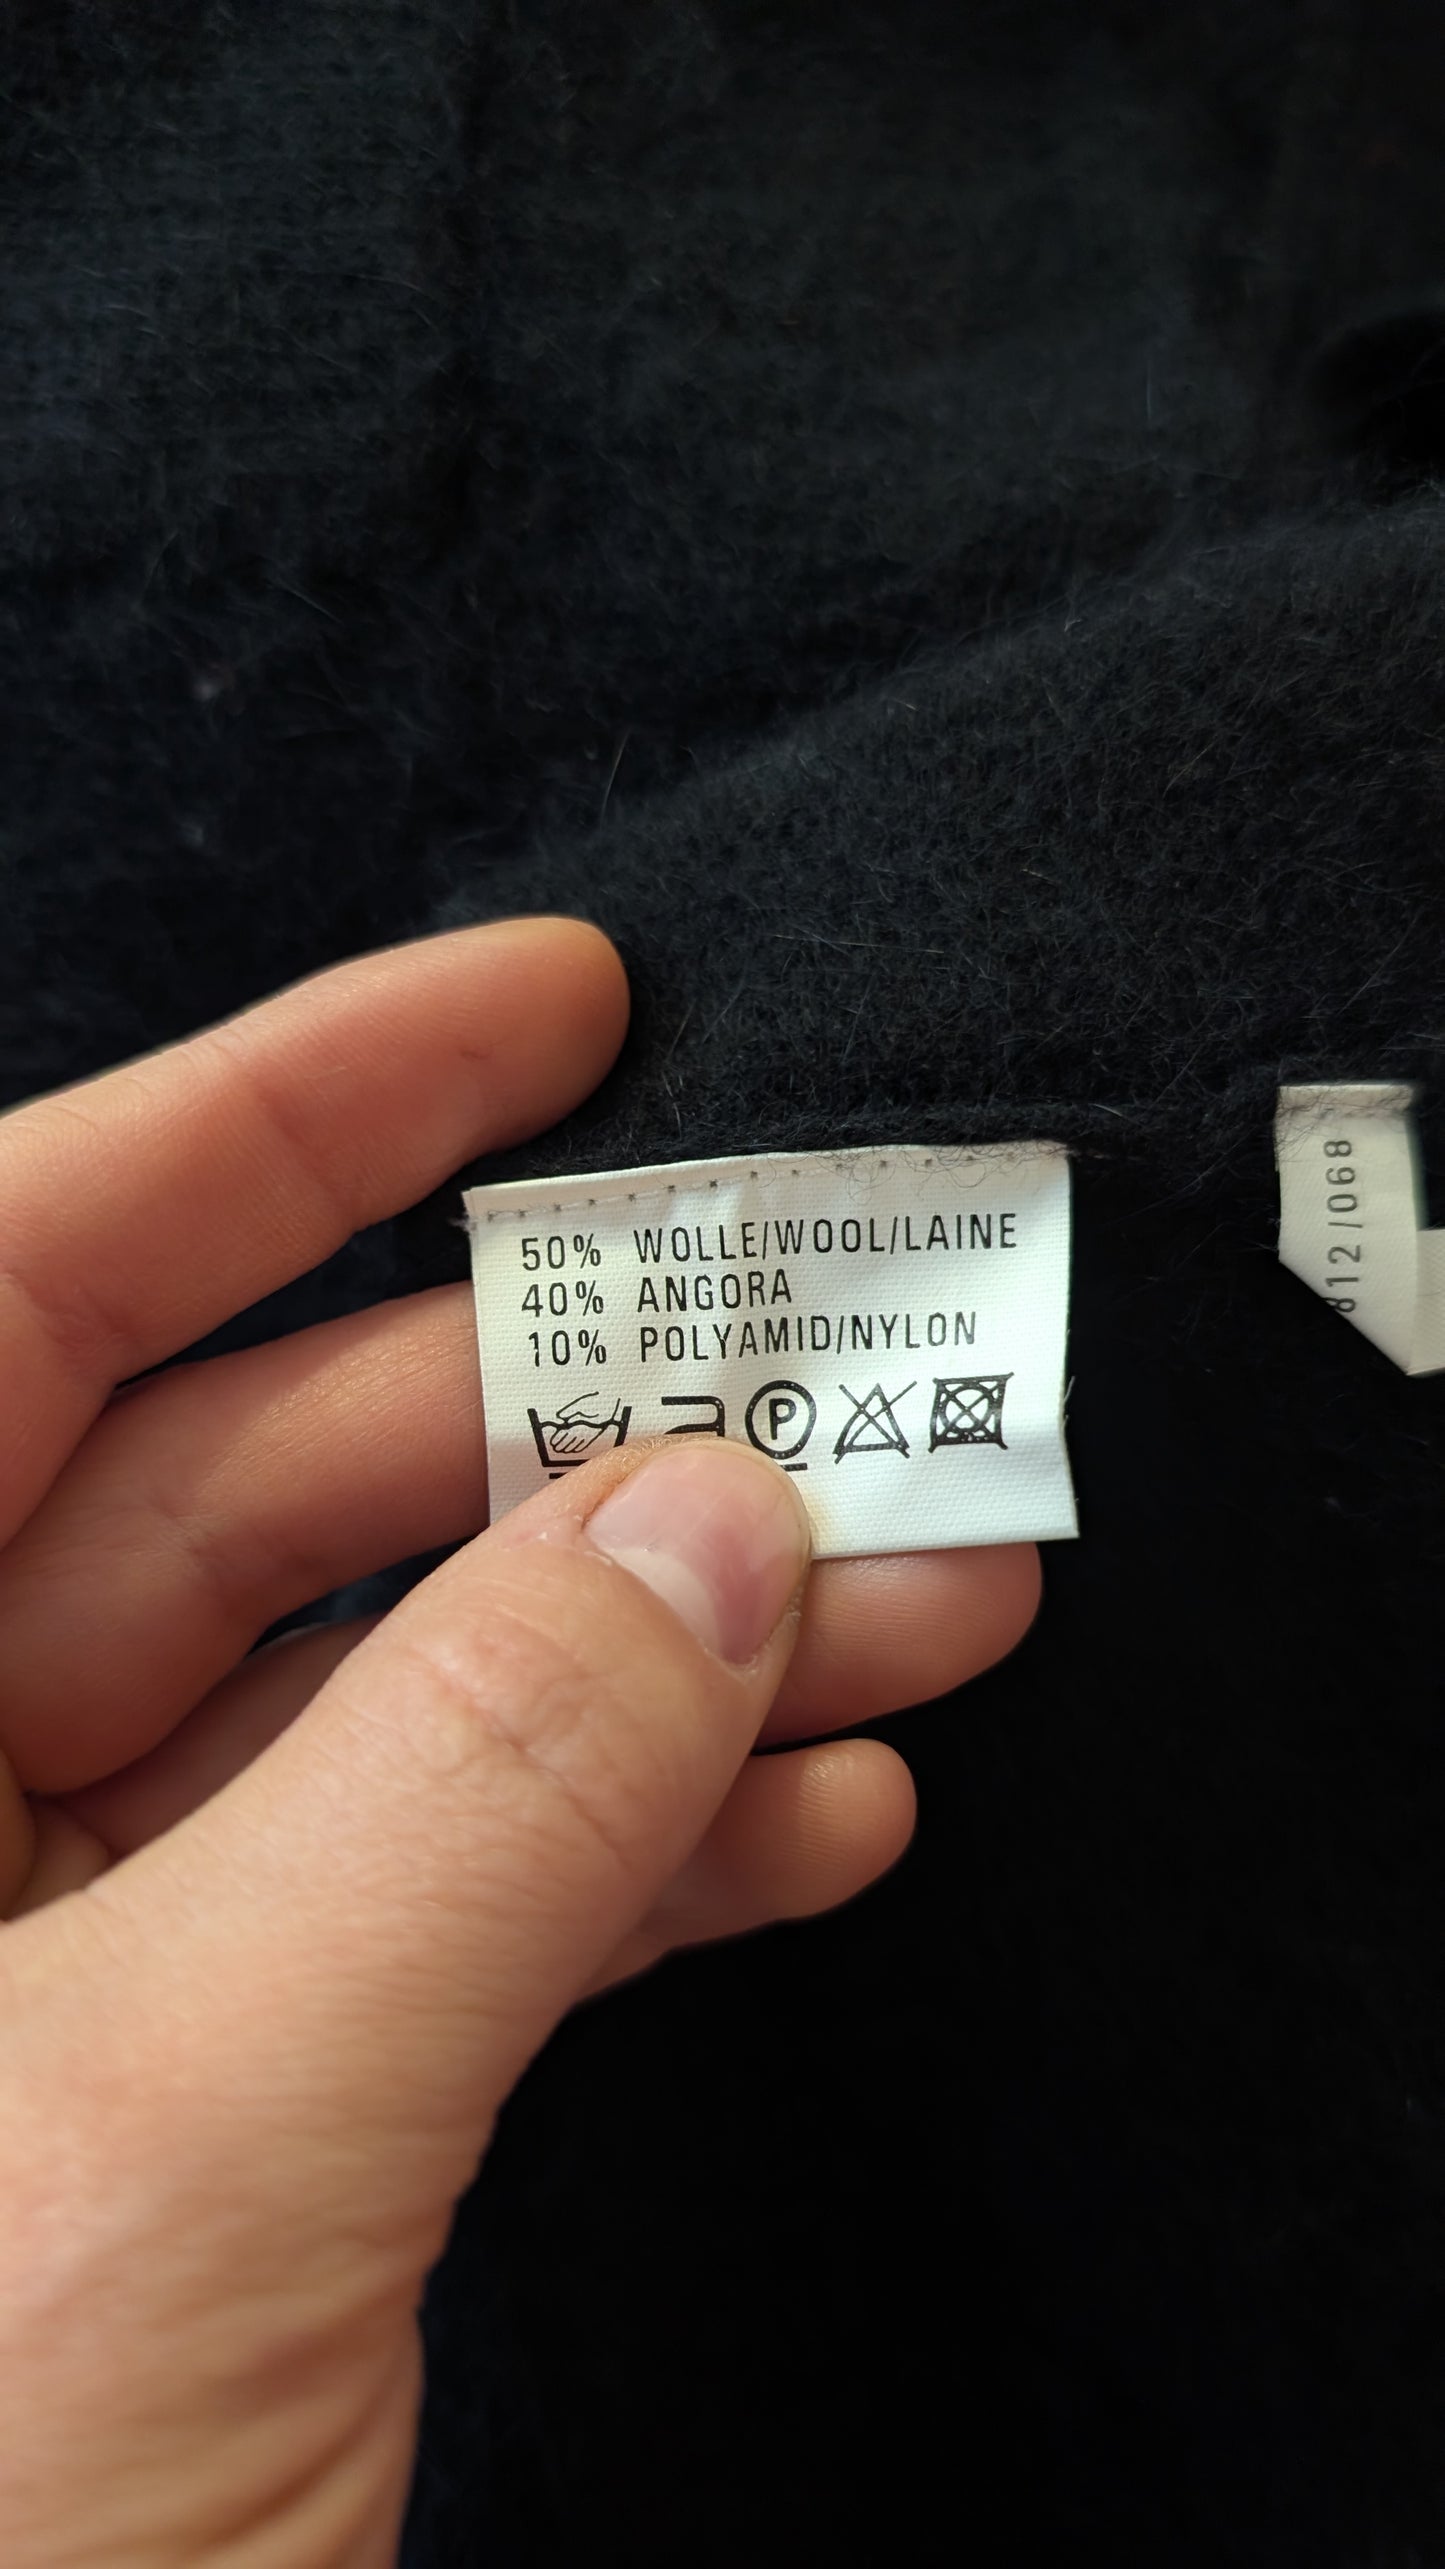 50% WOLLE/WOOL/LAINE
40% ANGORA
10% POLYAMID/NYLON
P
812/068